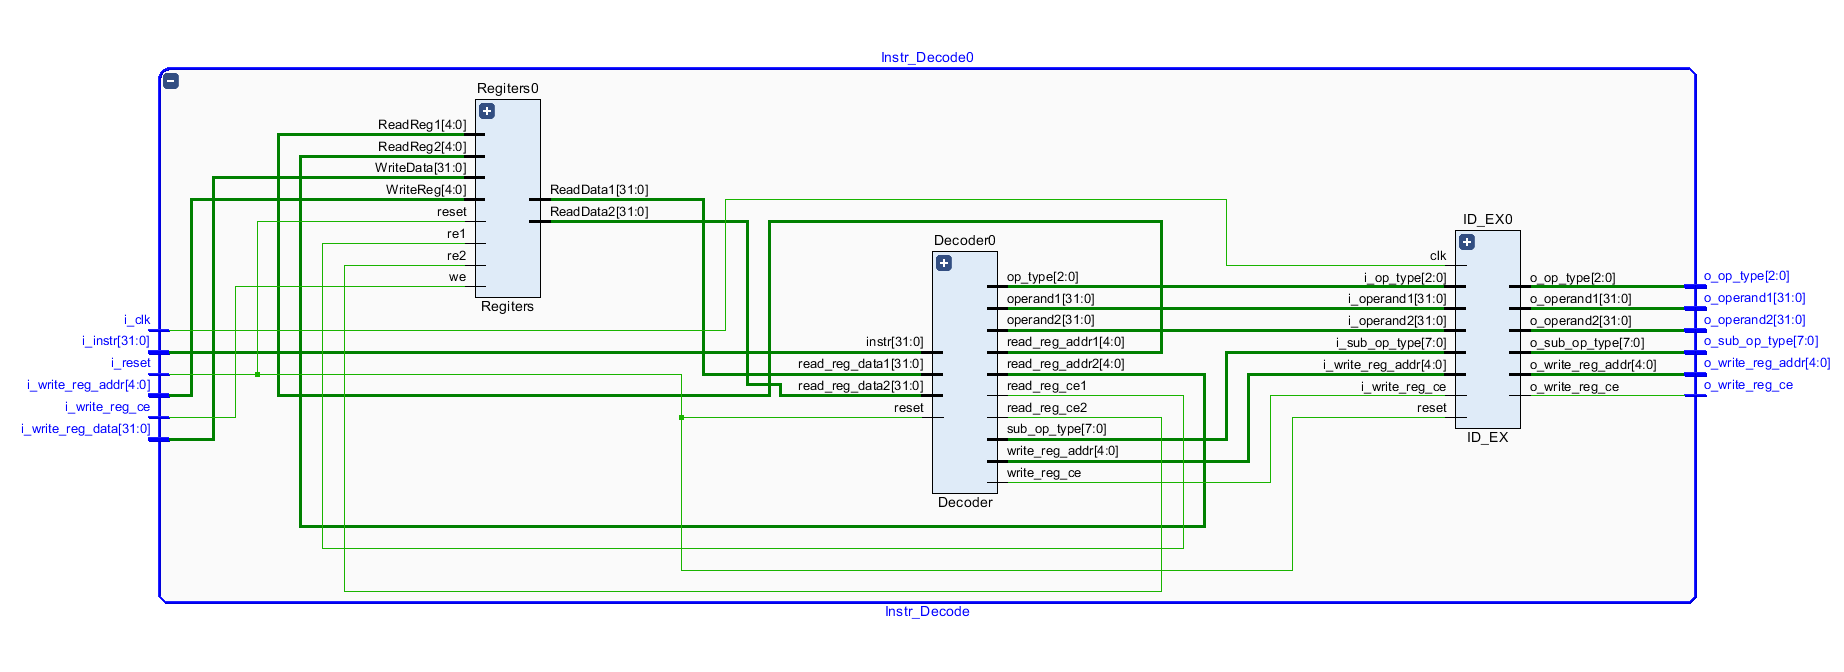 Instr_Decode0
Regiters0
ReadReg1[4:0]
ReadReg2[4:0]
WriteData[31:0]
WriteReg[4:0]
reset
re1
re2
we
ReadData1[31:0]
ReadData2[31:0]
Regiters
i_clk
i_instr[31:0]
i_reset
i_write_reg_addr[4:0]
i_write_reg_ce
i_write_reg_data[31:0]
Decoder0
instr[31:0]
read_reg_data1[31:0]
read_reg_data2[31:0]
reset
op_type[2:0]
operand1[31:0]
operand2[31:0]
read_reg_addr1[4:0]
read_reg_addr2[4:0]
read_reg_ce1
read_reg_ce2
sub_op_type[7:0]
write_reg_addr[4:0]
write_reg_ce
Decoder
ID_EX0
clk
i_op_type[2:0]
i_operand1[31:0]
i_operand2[31:0]
i_sub_op_type[7:0]
i_write_reg_addr[4:0]
i_write_reg_ce
reset
o_op_type[2:0]
o_operand1[31:0]
o_operand2[31:0]
o_sub_op_type[7:0]
o_write_reg_addr[4:0]
o_write_reg_ce
ID_EX
o_op_type[2:0]
o_operand1[31:0]
o_operand2[31:0]
o_sub_op_type[7:0]
o_write_reg_addr[4:0]
o_write_reg_ce
Instr_Decode